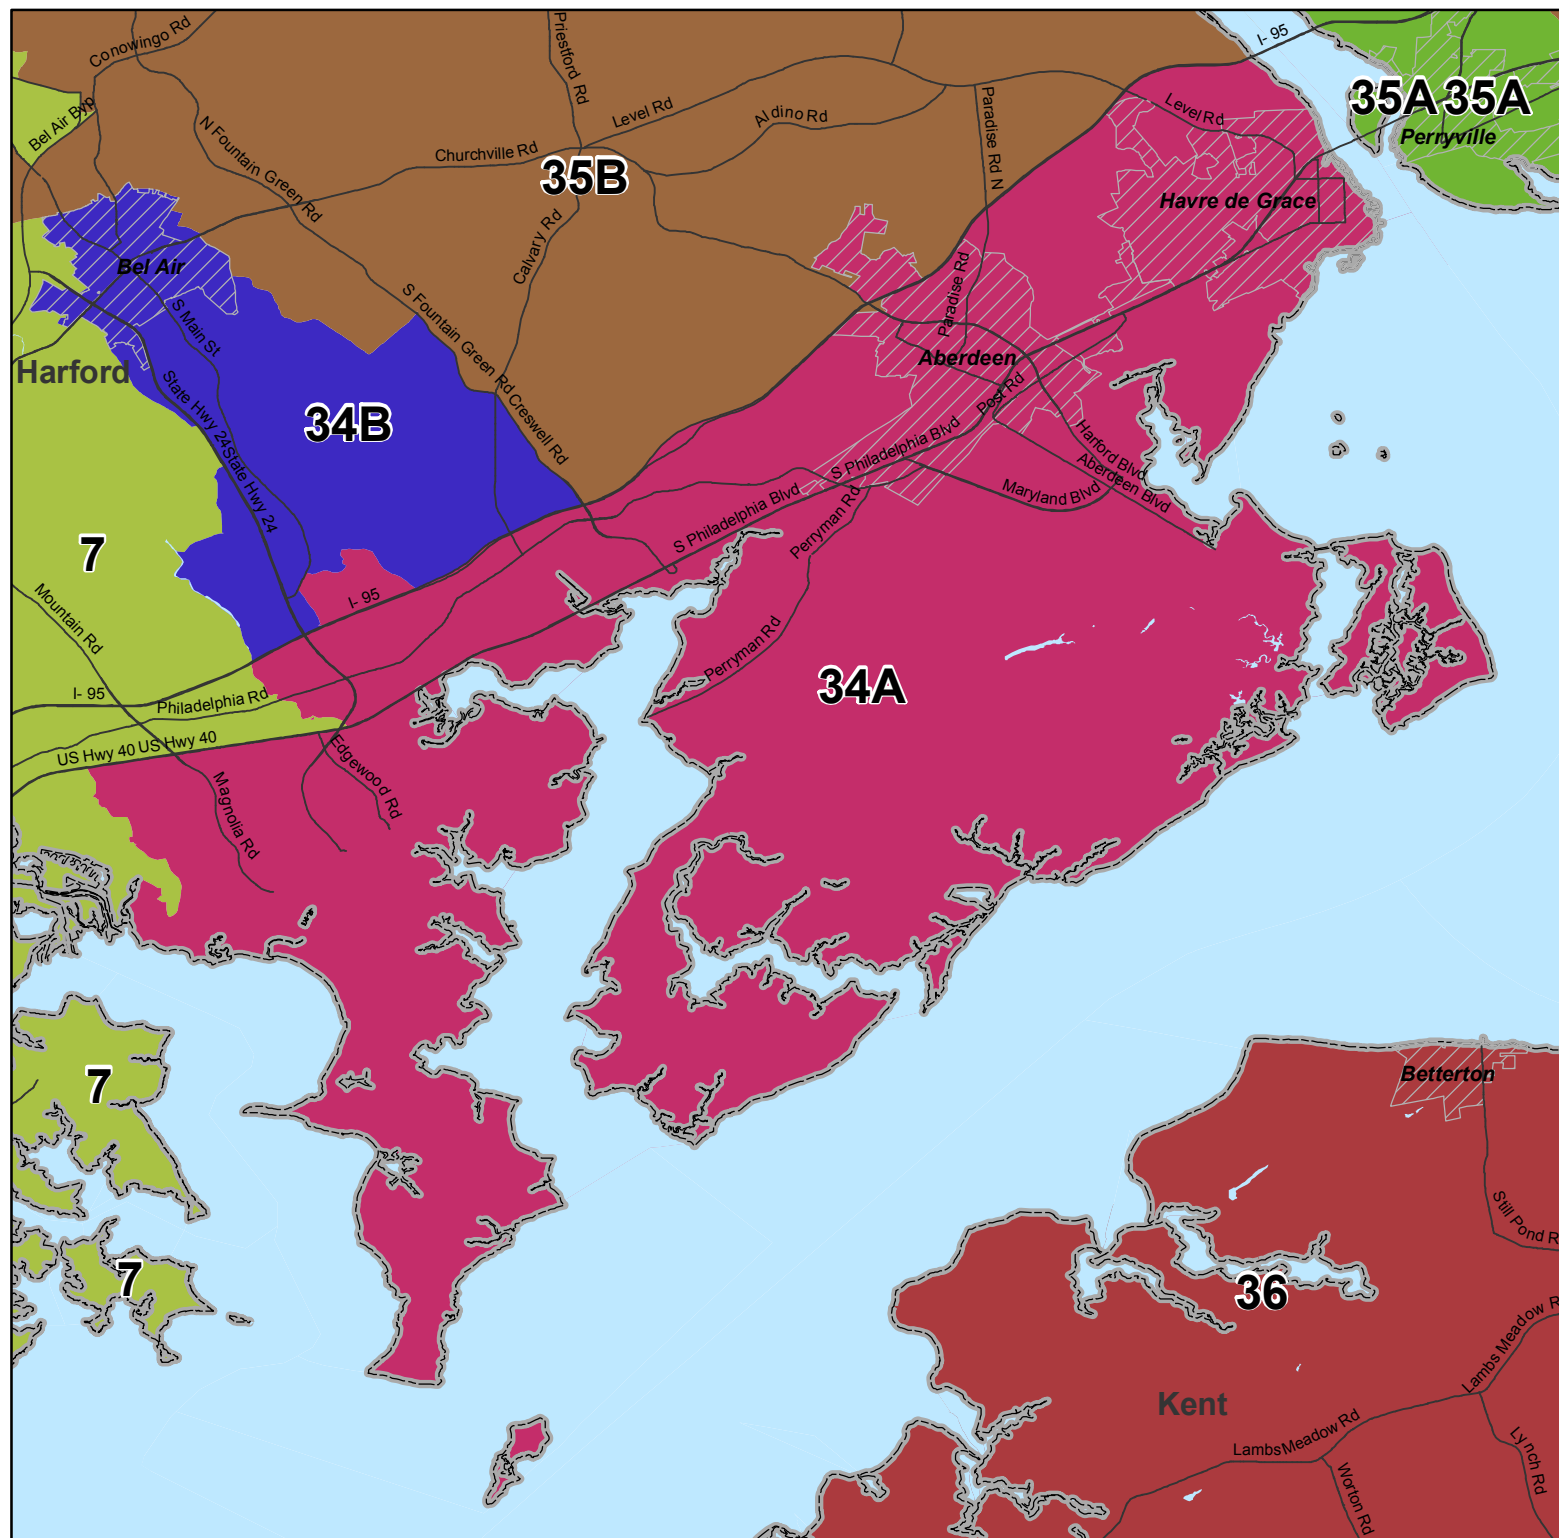 Conowingo Rd
Priestford Rd
I- 95
35A
35A
Perryville
Bel Air Byp
N Fountain Green Rd
Level Rd
Aldino Rd
Paradise Rd N
Level Rd
Churchville Rd
35B
Havre de Grace
Calvary Rd
Bel Air
S Main St
S Fountain Green Rd
Paradise Rd
Aberdeen
Harford
State Hwy 24
State Hwy 24
34B
Creswell Rd
Post Rd
S Philadelphia Blvd
Harford Blvd
Aberdeen Blvd
Maryland Blvd
S Philadelphia Blvd
Perryman Rd
7
Mountain Rd
I- 95
Perryman Rd
34A
I- 95
Philadelphia Rd
US Hwy 40
US Hwy 40
Edgewood Rd
Magnolia Rd
7
Betterton
Still Pond R
7
36
Kent
Lambs Meadow R
Lambs Meadow Rd
Worton Rd
Lynch Rd